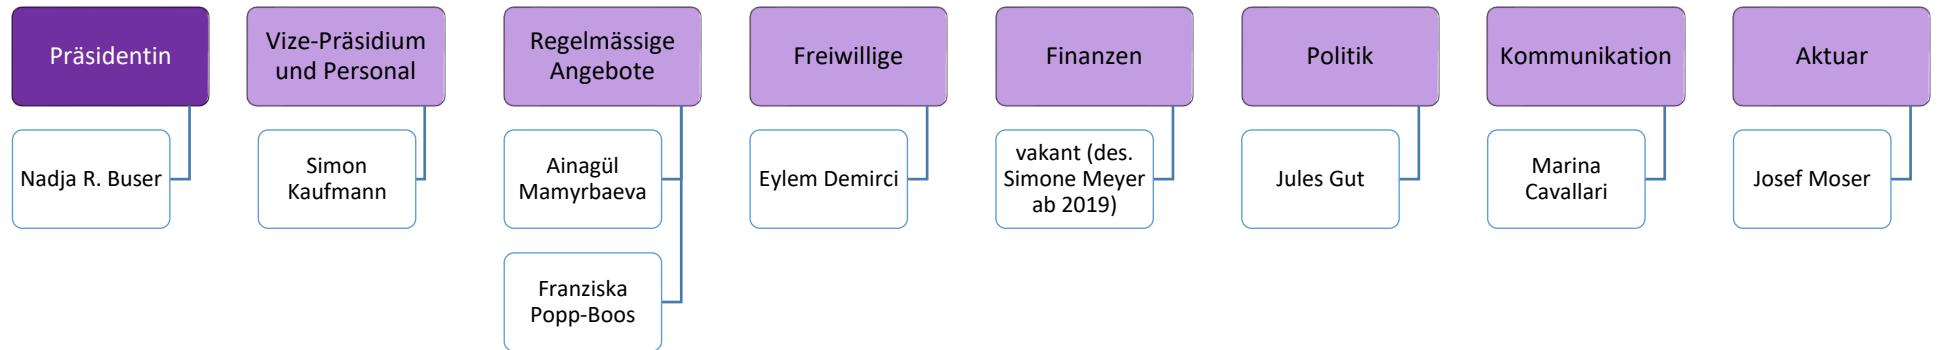 Präsidentin
Vize-Präsidium
und Personal
Regelmässige
Angebote
Freiwillige
Finanzen
Politik
Kommunikation
Aktuar
Nadja R. Buser
Simon
Kaufmann
Ainagül
Mamyrbaeva
Eylem Demirci
vakant (des.
Simone Meyer
ab 2019)
Jules Gut
Marina
Cavallari
Josef Moser
Franziska
Popp-Boos